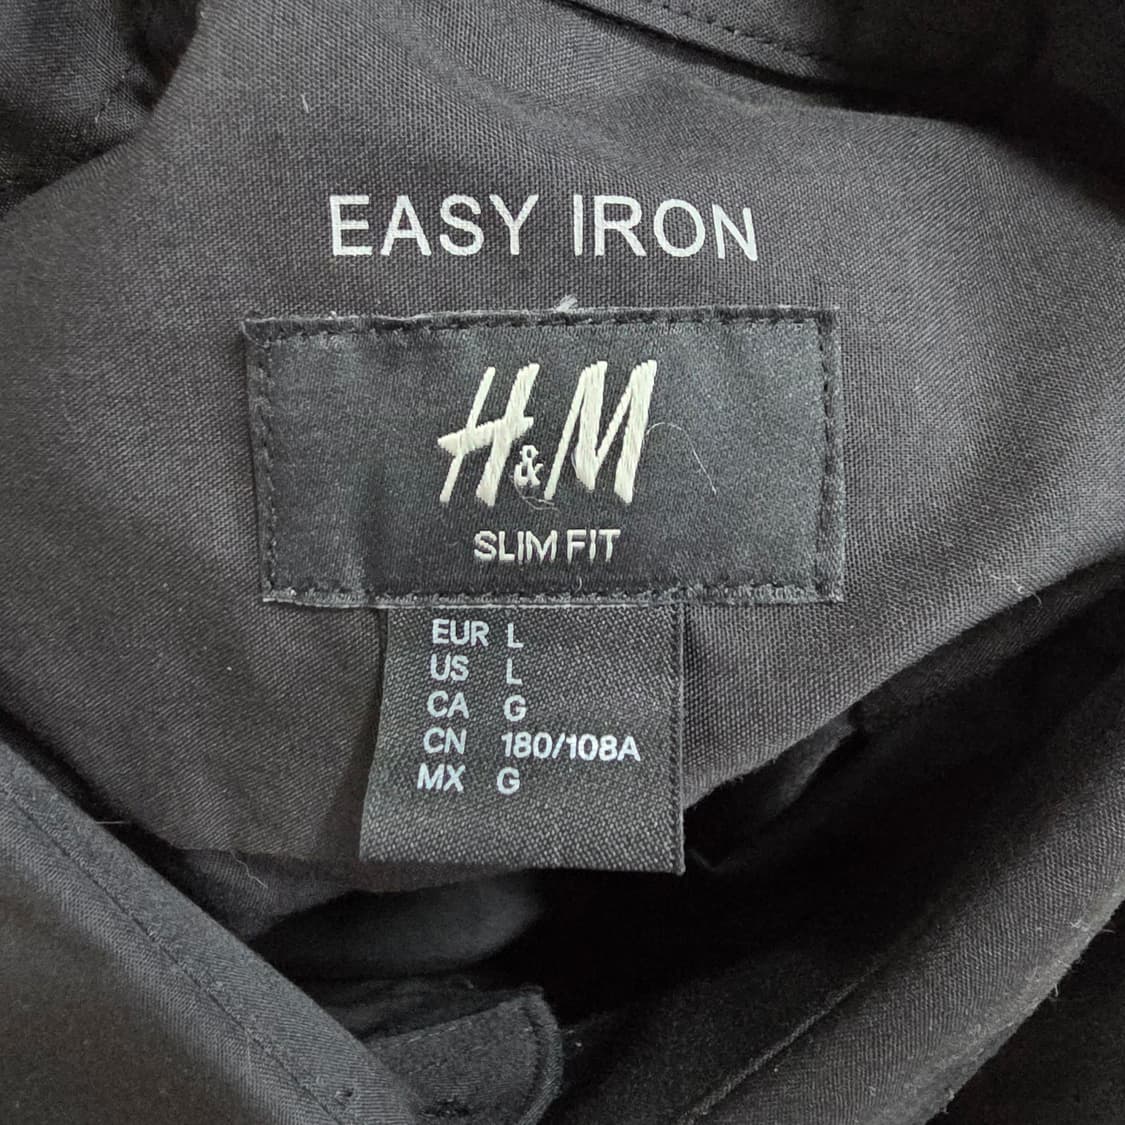 EASY IRON
H&M
SLIM FIT
EUR L
US L
CA G
CN 180/108A
MX G